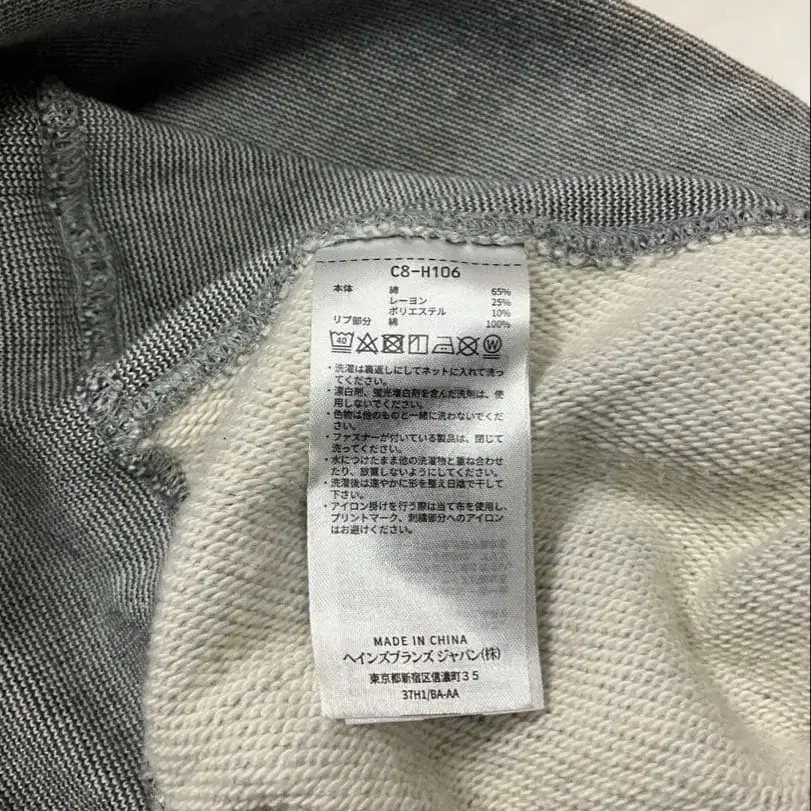 C8-H106
本体 綿 65%
レーヨン 25%
ポリエステル 10%
リブ部分 綿 100%
40 W
・洗濯は裏返しにしてネットに入れて洗っ
てください。
・漂白剤、蛍光増白剤を含んだ洗剤は、使
用しないでください。
・色物は他のものと一緒に洗わないでくだ
さい。
・ファスナーが付いている製品は、閉じて
洗ってください。
・水につけたまま他の洗濯物と重ね合わせ
たり、放置しないようにしてください。
・洗濯後は速やかに形を整え日陰で干して
下さい。
・アイロン掛けを行う際は当て布を使用し、
プリントマーク、刺繍部分へのアイロン
はお避けください。
MADE IN CHINA
ヘインズブランズ ジャパン(株)
東京都新宿区信濃町35
37H1/BA-AA